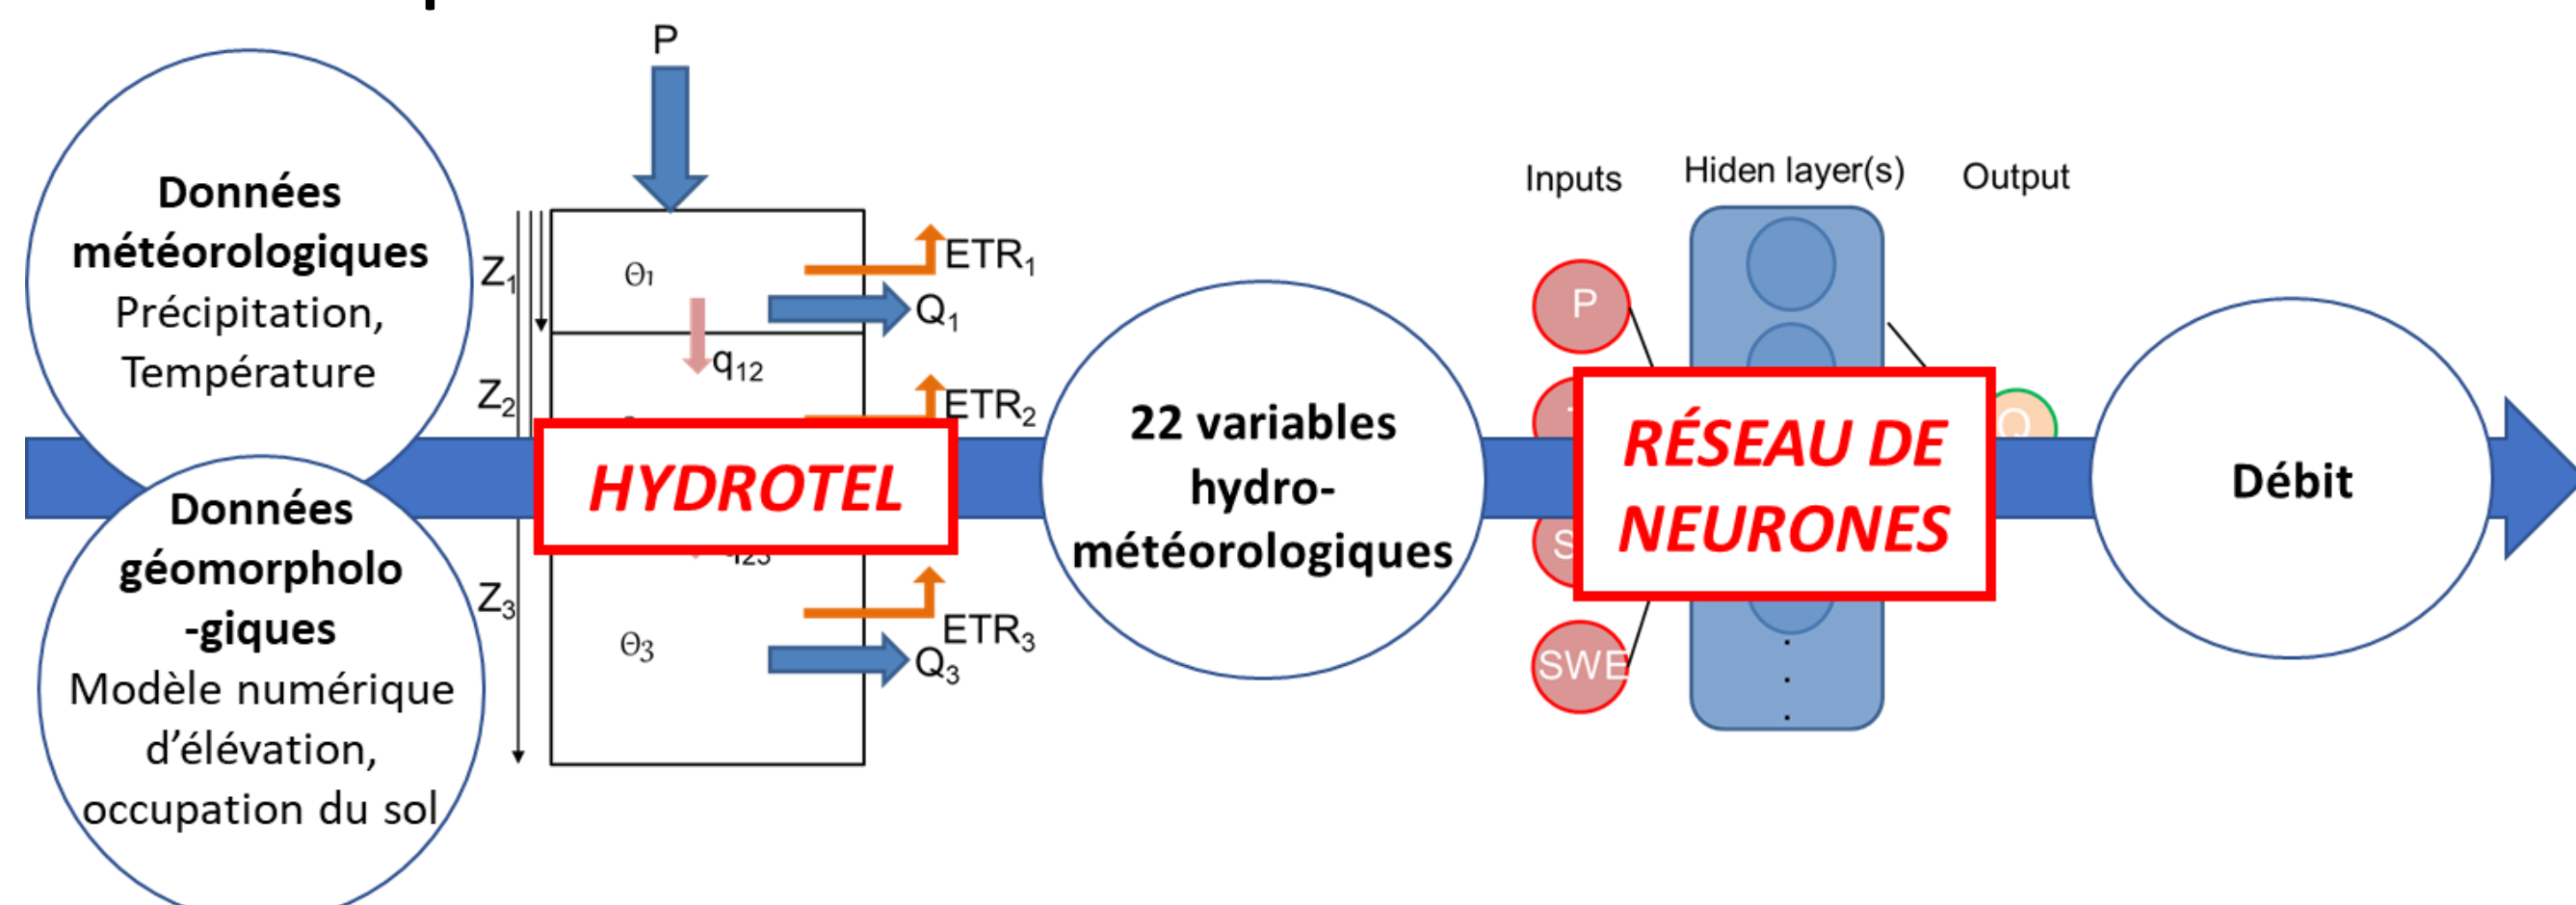 Données
météorologiques
Précipitation,
Température
Données
géomorpholo
-giques
Modèle numérique
d’élévation,
occupation du sol
P
Z1
Z2
Z3
Θ1
ETR1
Q1
q12
ETR2
HYDROTEL
Θ3
ETR3
Q3
22 variables
hydro-
météorologiques
Inputs
Hiden layer(s)
Output
P
SWE
Q
RÉSEAU DE
NEURONES
Débit